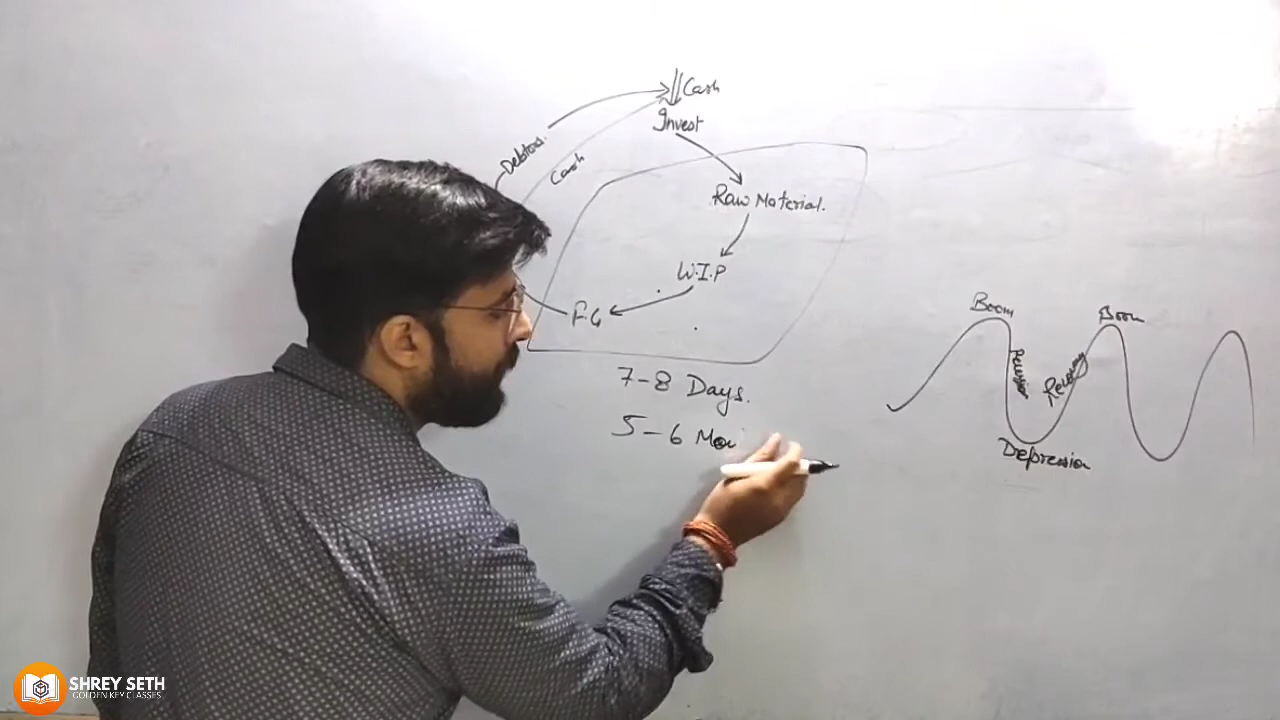 Cash
Invest
Debtors.
Cash
Raw Material.
W.I.P
F.G
7-8 Days.
5-6 Mon
Boom
Boom
Recession
Recovery
Depression
SHREY SETH
GOLDEN KEY CLASSES